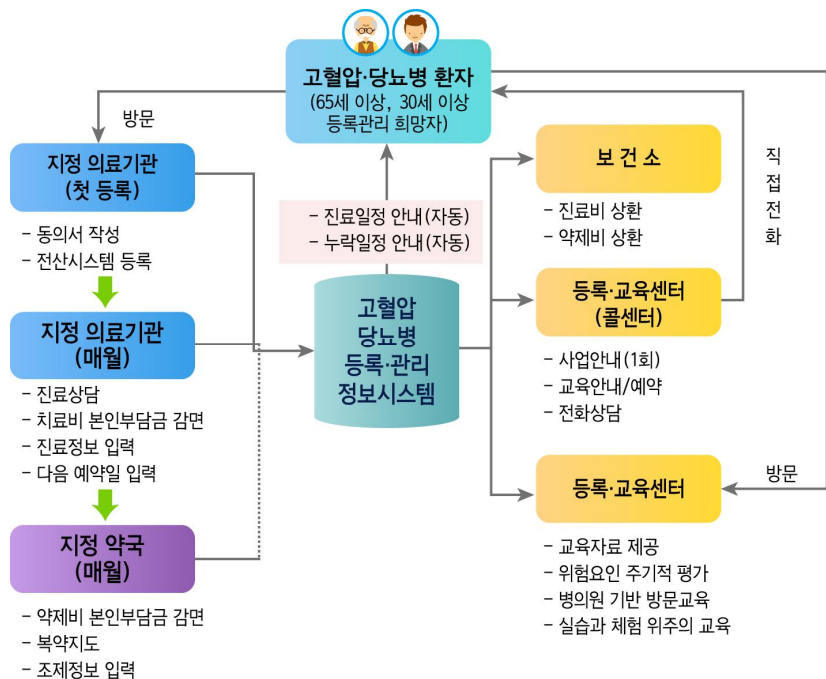 고혈압·당뇨병 환자
(65세 이상, 30세 이상
등록관리 희망자)
방문
지정 의료기관
(첫 등록)
- 동의서 작성
- 전산시스템 등록
지정 의료기관
(매월)
- 진료상담
- 치료비 본인부담금 감면
- 진료정보 입력
- 다음 예약일 입력
지정 약국
(매월)
- 약제비 본인부담금 감면
- 복약지도
- 조제정보 입력
- 진료일정 안내(자동)
- 누락일정 안내(자동)
고혈압
당뇨병
등록·관리
정보시스템
보 건 소
- 진료비 상환
- 약제비 상환
직
접
전
화
등록·교육센터
(콜센터)
- 사업안내(1회)
- 교육안내/예약
- 전화상담
방문
등록·교육센터
- 교육자료 제공
- 위험요인 주기적 평가
- 병의원 기반 방문교육
- 실습과 체험 위주의 교육